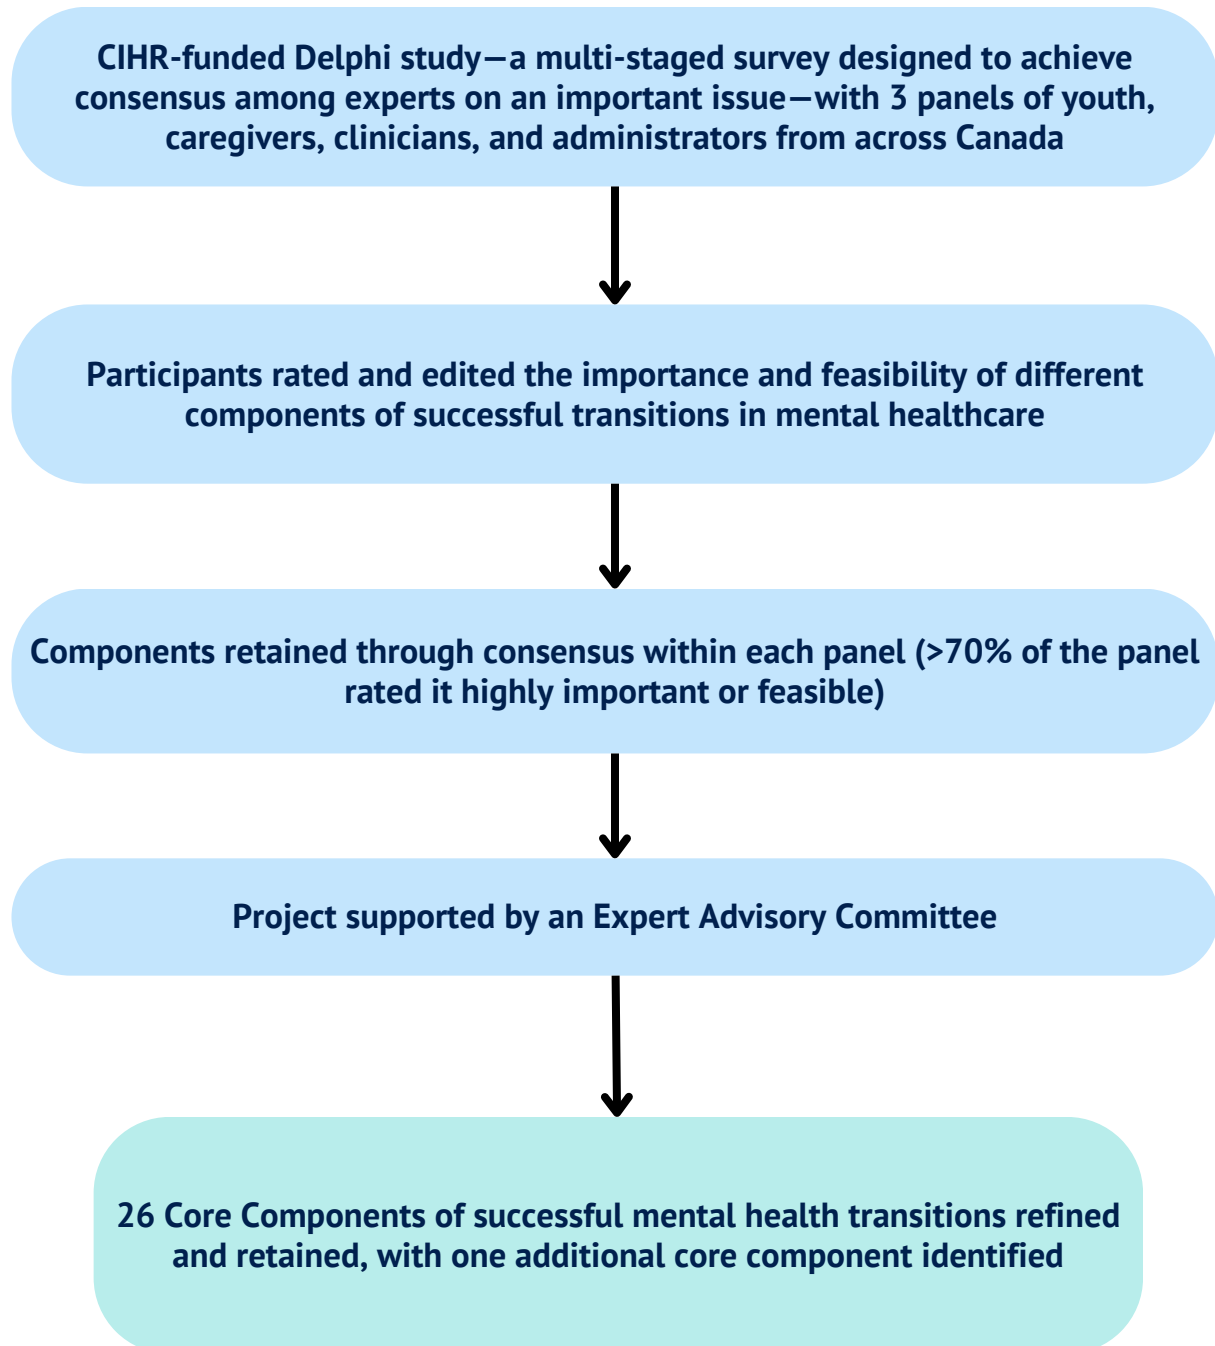 CIHR-funded Delphi study—a multi-staged survey designed to achieve
consensus among experts on an important issue—with 3 panels of youth,
caregivers, clinicians, and administrators from across Canada
Participants rated and edited the importance and feasibility of different
components of successful transitions in mental healthcare
Components retained through consensus within each panel (>70% of the panel
rated it highly important or feasible)
Project supported by an Expert Advisory Committee
26 Core Components of successful mental health transitions refined
and retained, with one additional core component identified